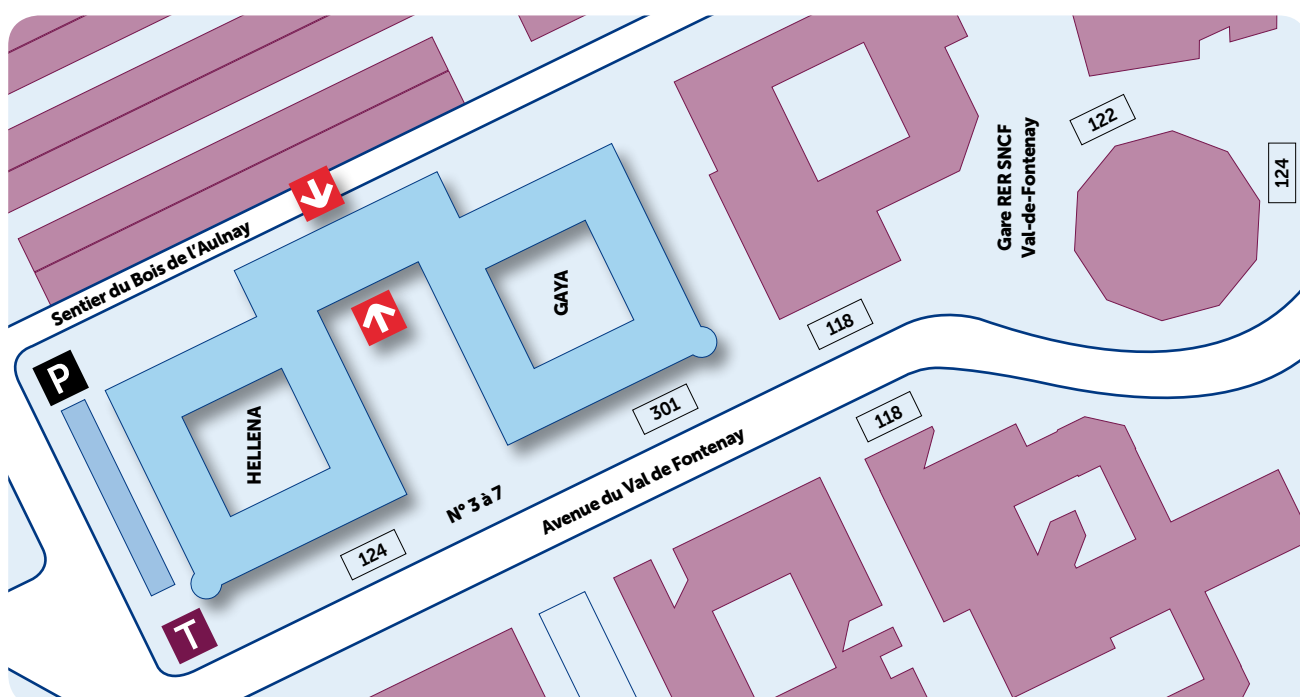 Gare RER SNCF
Val-de-Fontenay
122
124
Sentier du Bois de l'Aulnay
GAYA
118
P
HELLENA
301
118
Avenue du Val de Fontenay
N° 3 à 7
124
T